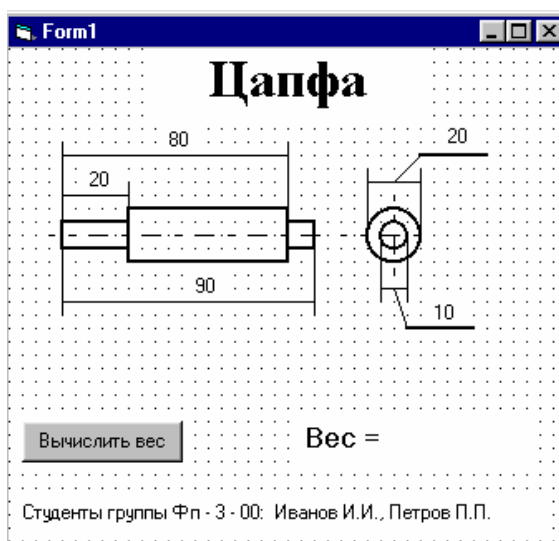 Form1
Цапфа
80
20
20
90
10
Вычислить вес
Вес =
Студенты группы Фп - 3 - 00:  Иванов И.И., Петров П.П.